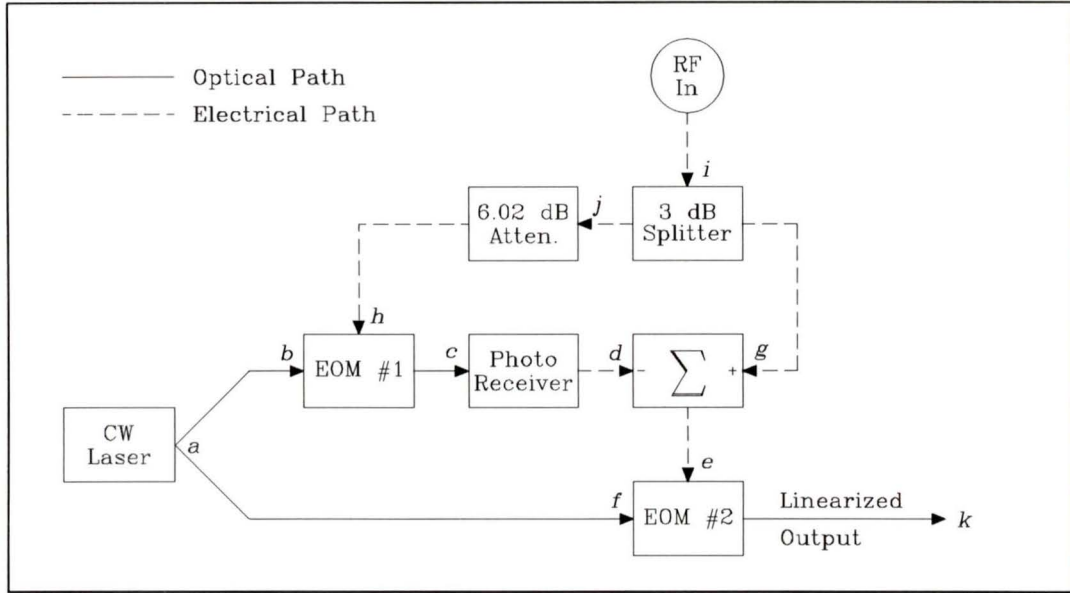 Optical Path
Electrical Path
RF
In
i
6.02 dB
Atten.
j
3 dB
Splitter
h
b
EOM #1
c
Photo
Receiver
d
-
Σ
+
g
CW
Laser
a
e
f
EOM #2
Linearized
Output
k